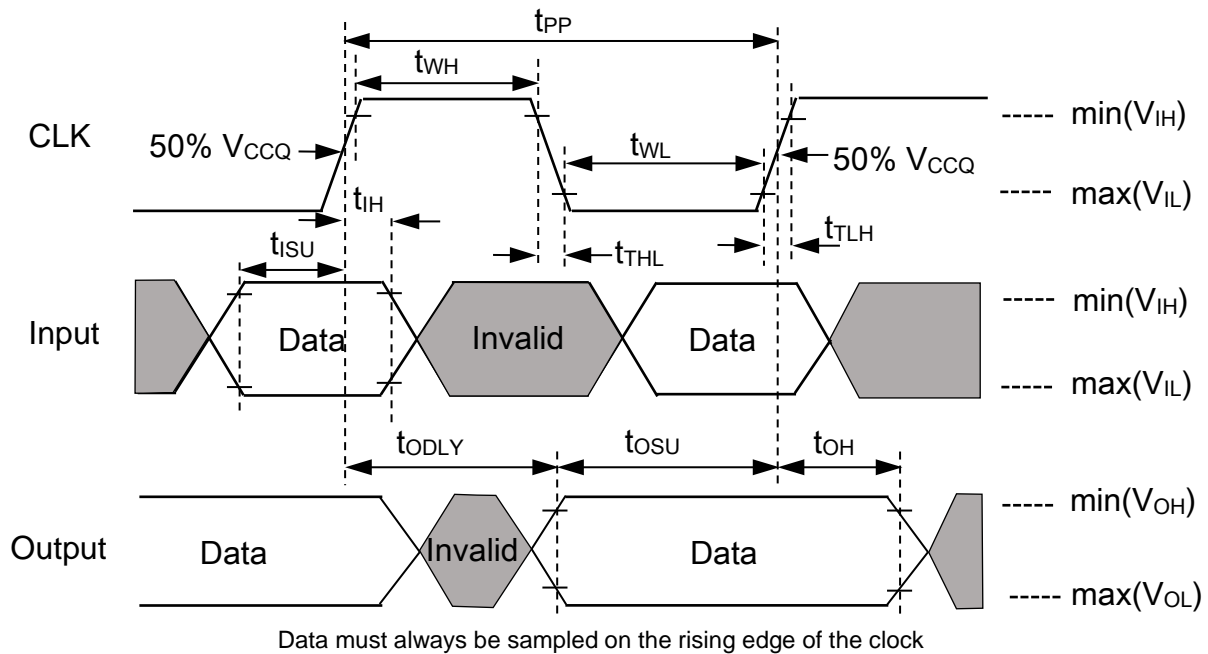 tPP
tWH
CLK
min(VIH)
50% VCCQ
tWL
50% VCCQ
max(VIL)
tIH
tISU
tTHL
tTLH
Input
Data
Invalid
Data
min(VIH)
max(VIL)
tODLY
tOSU
tOH
min(VOH)
Output
Data
Invalid
Data
max(VOL)
Data must always be sampled on the rising edge of the clock